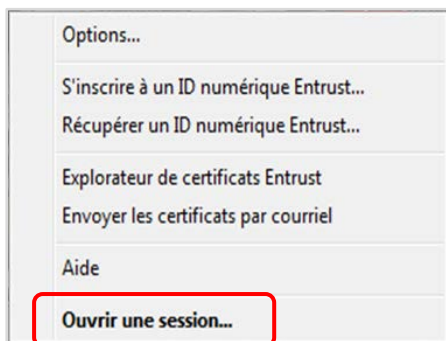 Options...
S'inscrire à un ID numérique Entrust...
Récupérer un ID numérique Entrust...
Explorateur de certificats Entrust
Envoyer les certificats par courriel
Aide
Ouvrir une session...